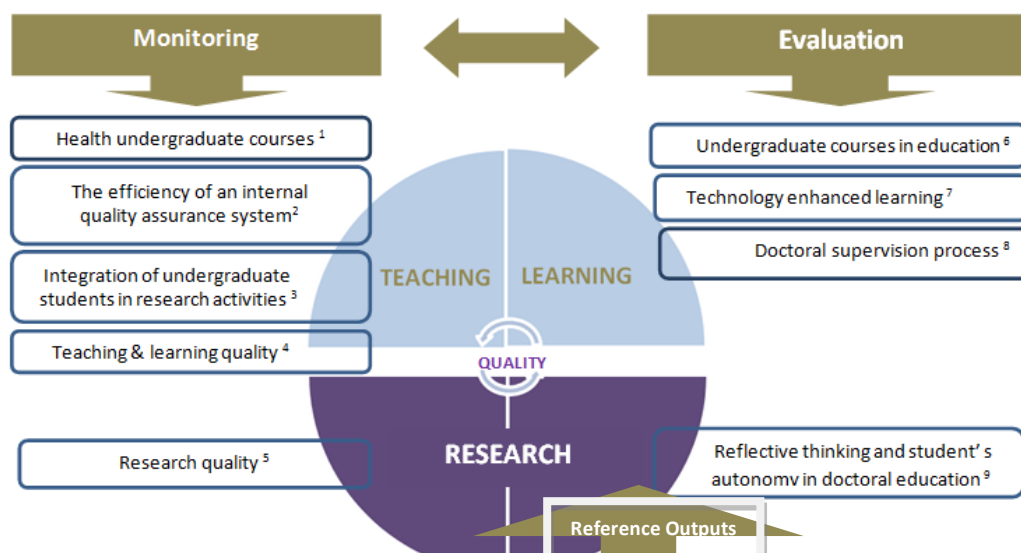 Monitoring
Evaluation
Health undergraduate courses 1
The efficiency of an internal
quality assurance system2
Integration of undergraduate
students in research activities 3
Teaching & learning quality 4
Research quality 5
Undergraduate courses in education 6
Technology enhanced learning 7
Doctoral supervision process 8
Reflective thinking and student' s
autonomy in doctoral education 9
TEACHING
LEARNING
QUALITY
RESEARCH
Reference Outputs